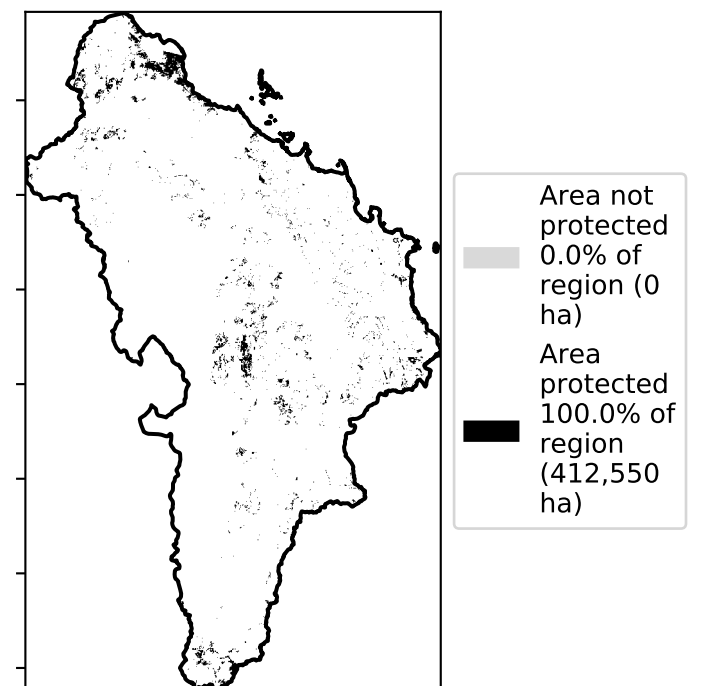 Area not
protected
0.0% of
region (0
ha)
Area
protected
100.0% of
region
(412,550
ha)